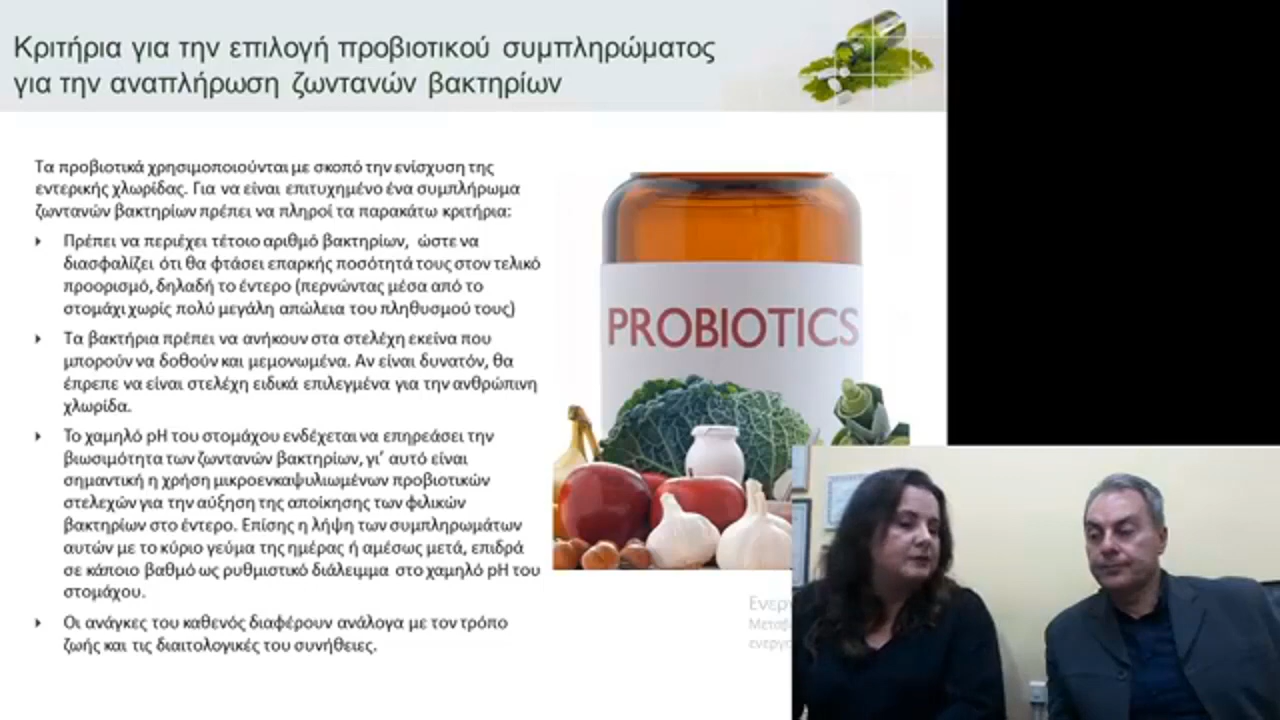 Κριτήρια για την επιλογή προβιοτικού συμπληρώματος
για την αναπλήρωση ζωντανών βακτηρίων
Τα προβιοτικά χρησιμοποιούνται με σκοπό την ενίσχυση της
εντερικής χλωρίδας. Για να είναι επιτυχημένο ένα συμπλήρωμα
ζωντανών βακτηρίων πρέπει να πληροί τα παρακάτω κριτήρια:
Πρέπει να περιέχει τέτοιο αριθμό βακτηρίων, ώστε να
διασφαλίζει ότι θα φτάσει επαρκής ποσότητά τους στον τελικό
προορισμό, δηλαδή το έντερο (περνώντας μέσα από το
στομάχι χωρίς πολύ μεγάλη απώλεια του πληθυσμού τους)
Τα βακτήρια πρέπει να ανήκουν στα στελέχη εκείνα που
μπορούν να δοθούν και μεμονωμένα. Αν είναι δυνατόν, θα
έπρεπε να είναι στελέχη ειδικά επιλεγμένα για την ανθρώπινη
χλωρίδα.
Το χαμηλό pH του στομάχου ενδέχεται να επηρεάσει την
βιωσιμότητα των ζωντανών βακτηρίων, γι’ αυτό είναι
σημαντική η χρήση μικροενκαψυλιωμένων προβιοτικών
στελεχών για την αύξηση της αποίκησης των φιλικών
βακτηρίων στο έντερο. Επίσης η λήψη των συμπληρωμάτων
αυτών με το κύριο γεύμα της ημέρας ή αμέσως μετά, επιδρά
σε κάποιο βαθμό ως ρυθμιστικό διάλειμμα στο χαμηλό pH του
στομάχου.
Οι ανάγκες του καθενός διαφέρουν ανάλογα με τον τρόπο
ζωής και τις διαιτολογικές του συνήθειες.
PROBIOTICS